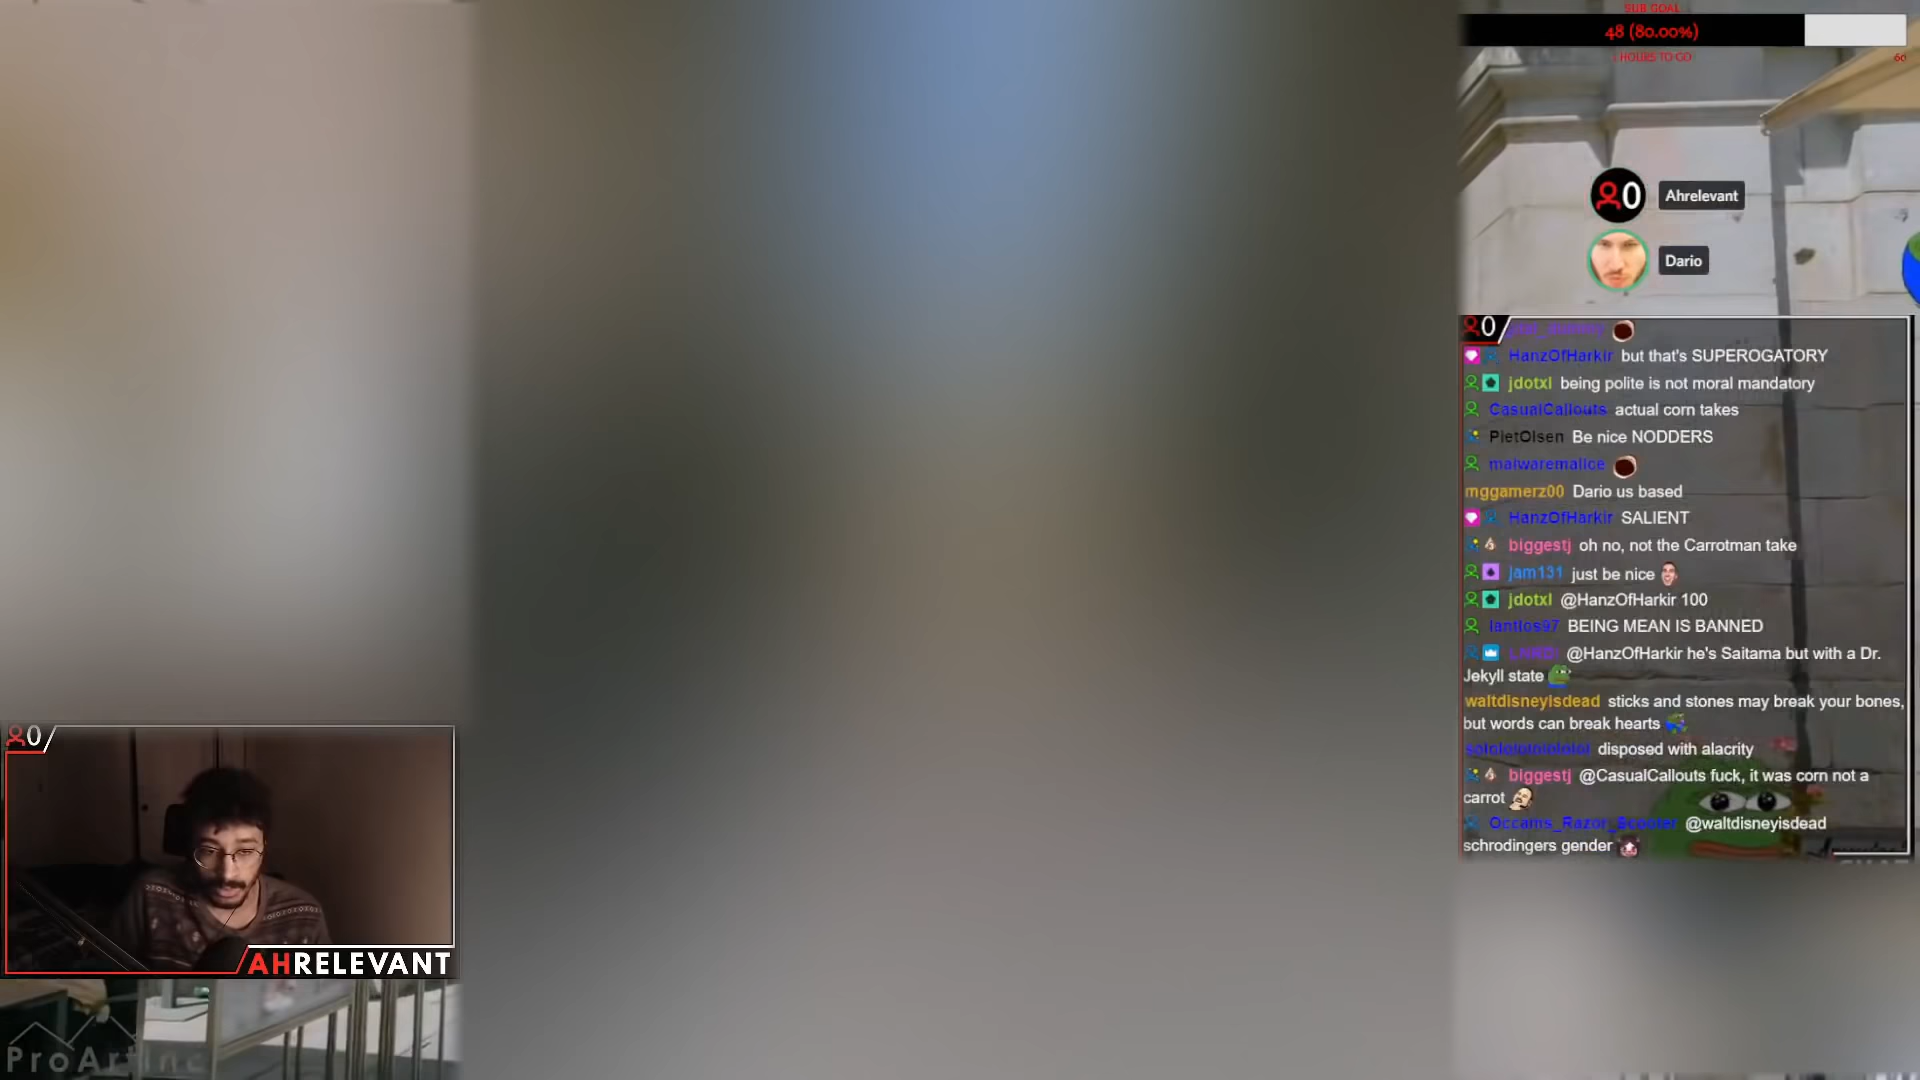 SUB GOAL
48 (80.00%)
60
0 Ahrelevant
Dario
0
HanzOfHarkir but that's SUPEROGATORY
jdotxl being polite is not moral mandatory
CasualCallouts actual corn takes
PietOlsen Be nice NODDERS
malwaremalice
mggamerz00 Dario us based
HanzOfHarkir SALIENT
biggestj oh no, not the Carrotman take
jam131 just be nice
jdotxl @HanzOfHarkir 100
BEING MEAN IS BANNED
@HanzOfHarkir he's Saitama but with a Dr.
Jekyll state
waltdisneyisdead sticks and stones may break your bones,
but words can break hearts
disposed with alacrity
biggestj @CasualCallouts fuck, it was corn not a
carrot
Occams_Razor_Scooter @waltdisneyisdead
schrodingers gender
0
AHRELEVANT